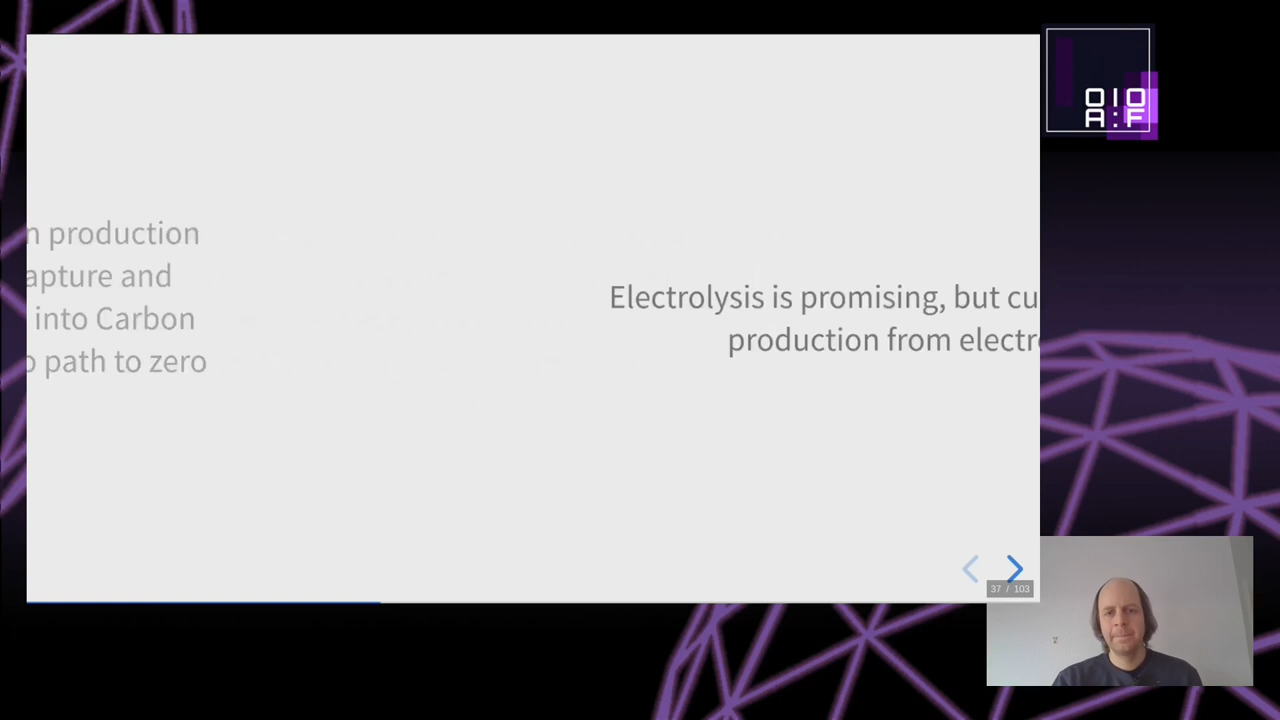 n production
apture and
into Carbon
path to zero
Electrolysis is promising, but cu
production from electr
37 / 103
O|O
A:F